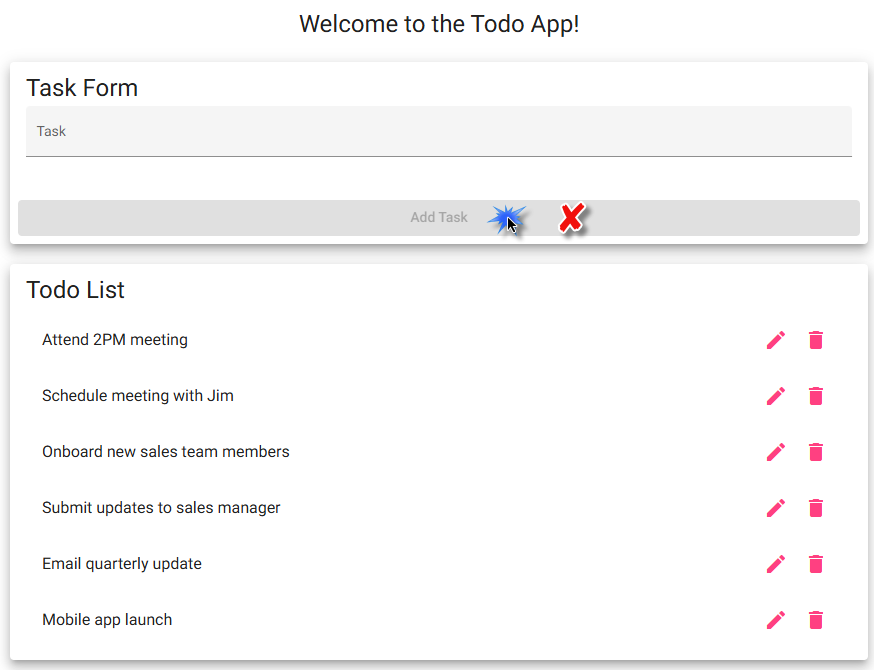 Welcome to the Todo App!
Task Form
Task
Add Task
Todo List
Attend 2PM meeting
Schedule meeting with Jim
Onboard new sales team members
Submit updates to sales manager
Email quarterly update
Mobile app launch